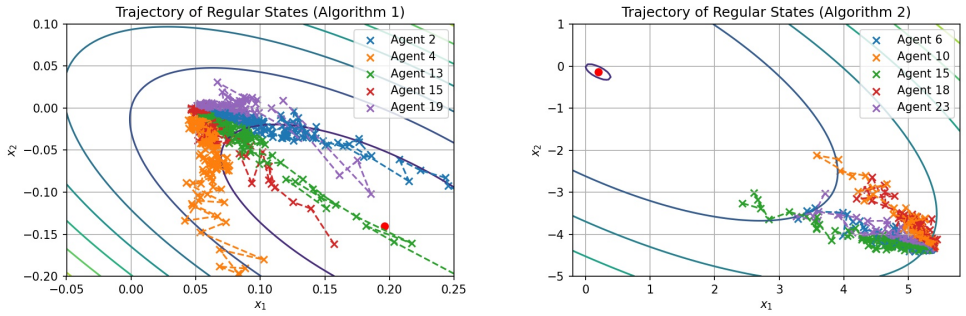 Trajectory of Regular States (Algorithm 1)
0.10
0.05
0.00
−0.05
−0.10
−0.15
−0.20
x₂
−0.05
0.00
0.05
0.10
0.15
0.20
0.25
x₁
Agent 2
Agent 4
Agent 13
Agent 15
Agent 19
Trajectory of Regular States (Algorithm 2)
1
0
−1
−2
−3
−4
−5
x₂
0
1
2
3
4
5
x₁
Agent 6
Agent 10
Agent 15
Agent 18
Agent 23